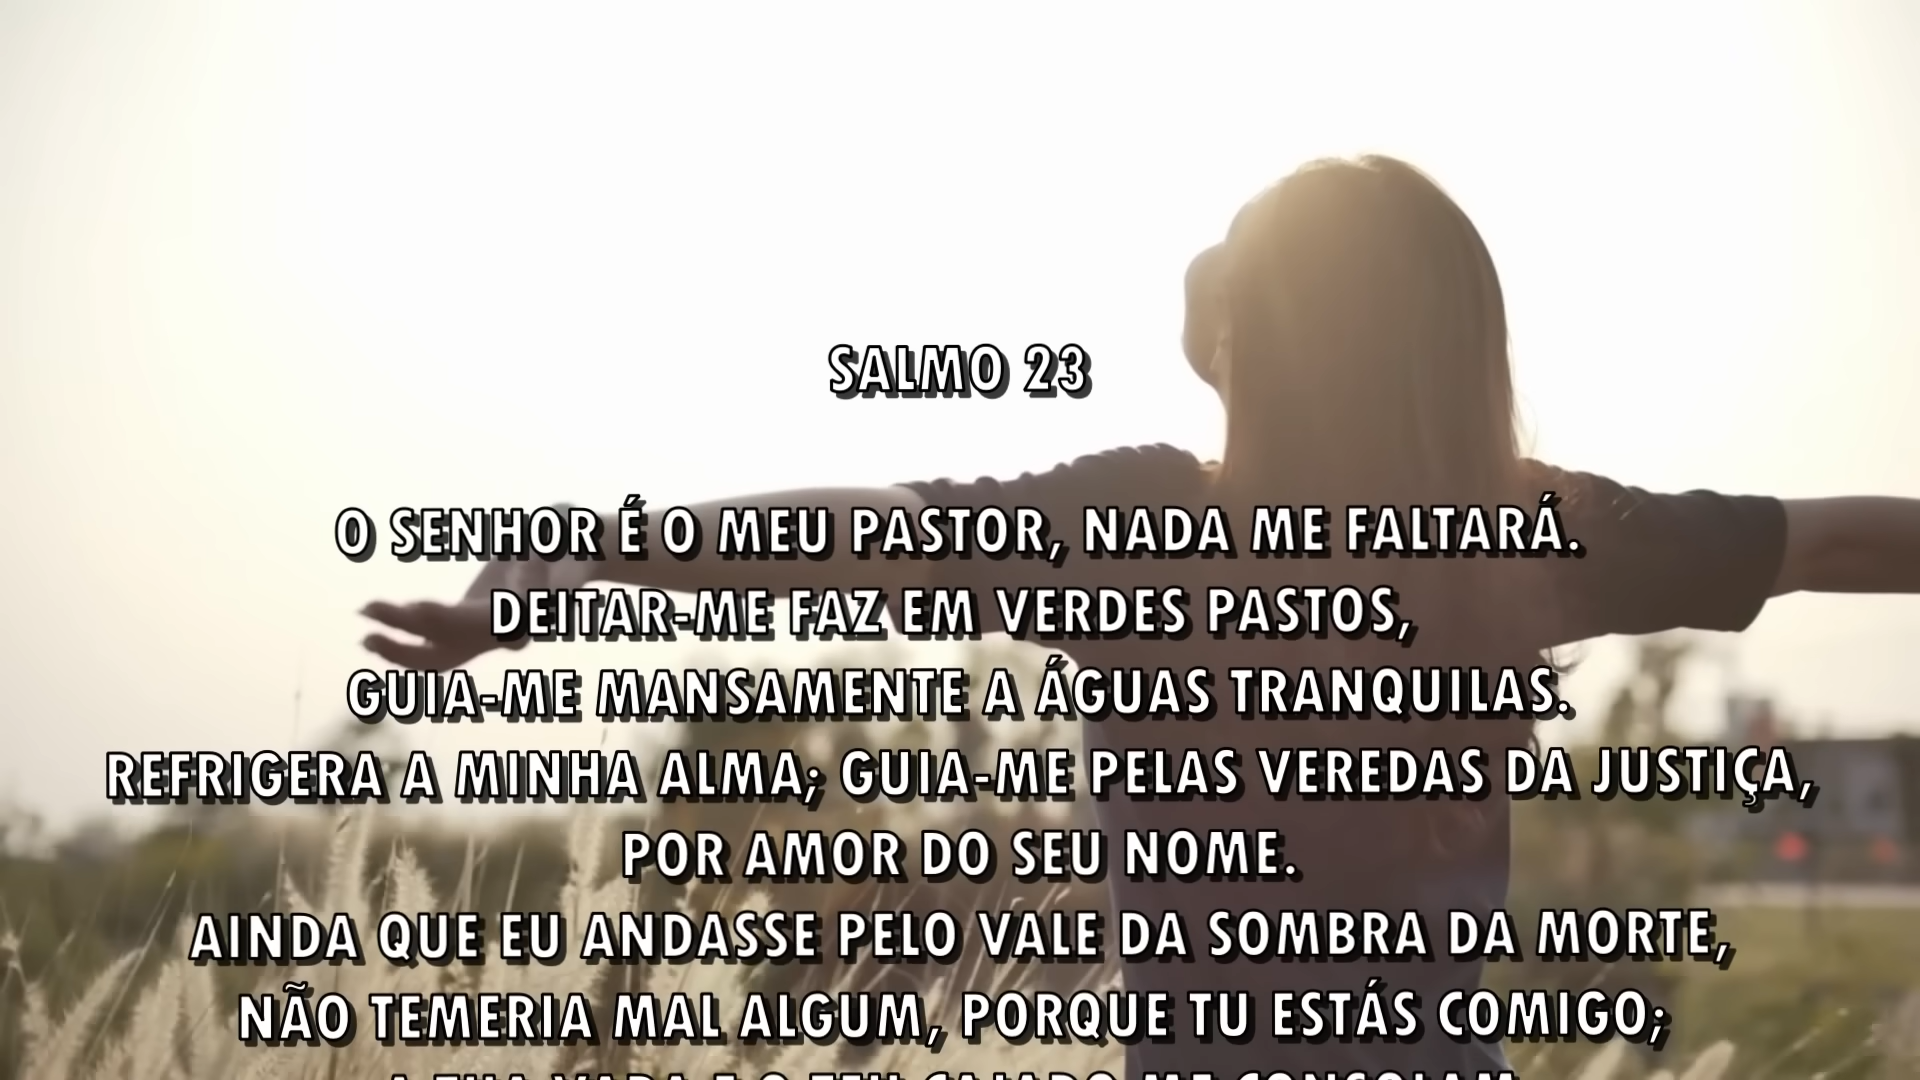 SALMO 23
O SENHOR É O MEU PASTOR, NADA ME FALTARÁ.
DEITAR-ME FAZ EM VERDES PASTOS,
GUIA-ME MANSAMENTE A ÁGUAS TRANQUILAS.
REFRIGERA A MINHA ALMA; GUIA-ME PELAS VEREDAS DA JUSTIÇA,
POR AMOR DO SEU NOME.
AINDA QUE EU ANDASSE PELO VALE DA SOMBRA DA MORTE,
NÃO TEMERIA MAL ALGUM, PORQUE TU ESTÁS COMIGO;